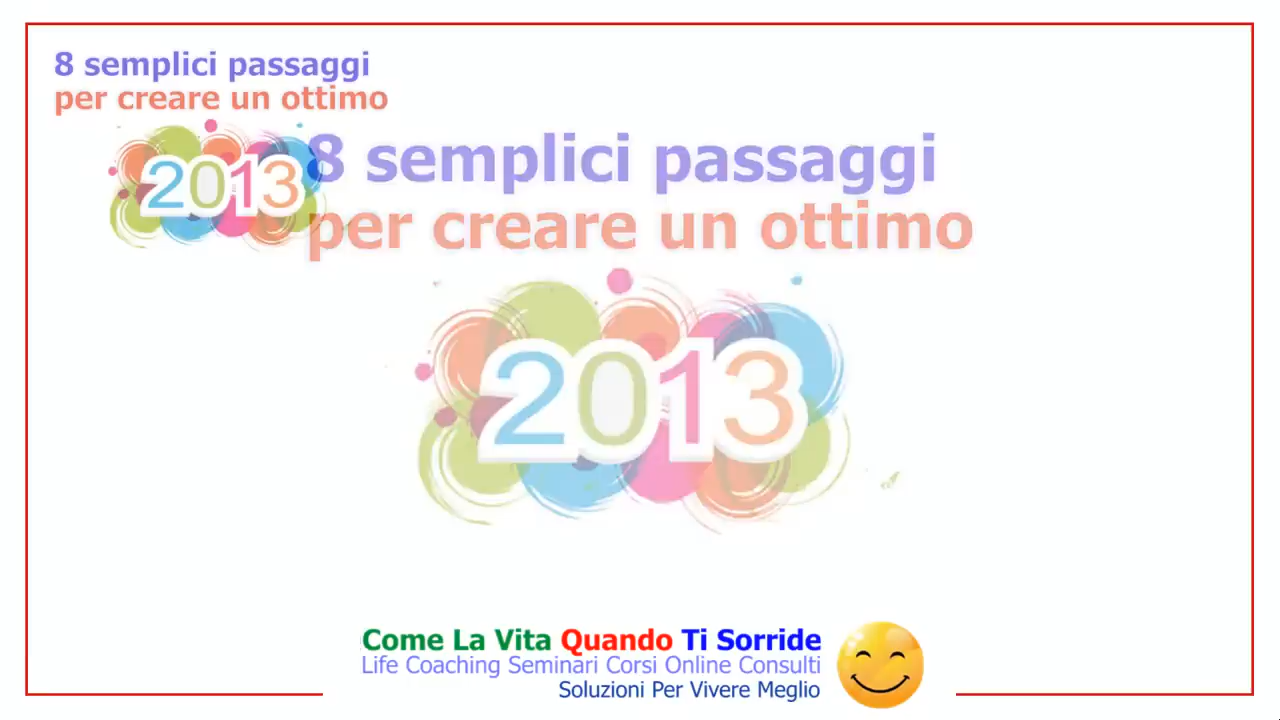 8 semplici passaggi
per creare un ottimo
2013
8 semplici passaggi
per creare un ottimo
2013
Come La Vita Quando Ti Sorride
Life Coaching Seminari Corsi Online Consulti
Soluzioni Per Vivere Meglio